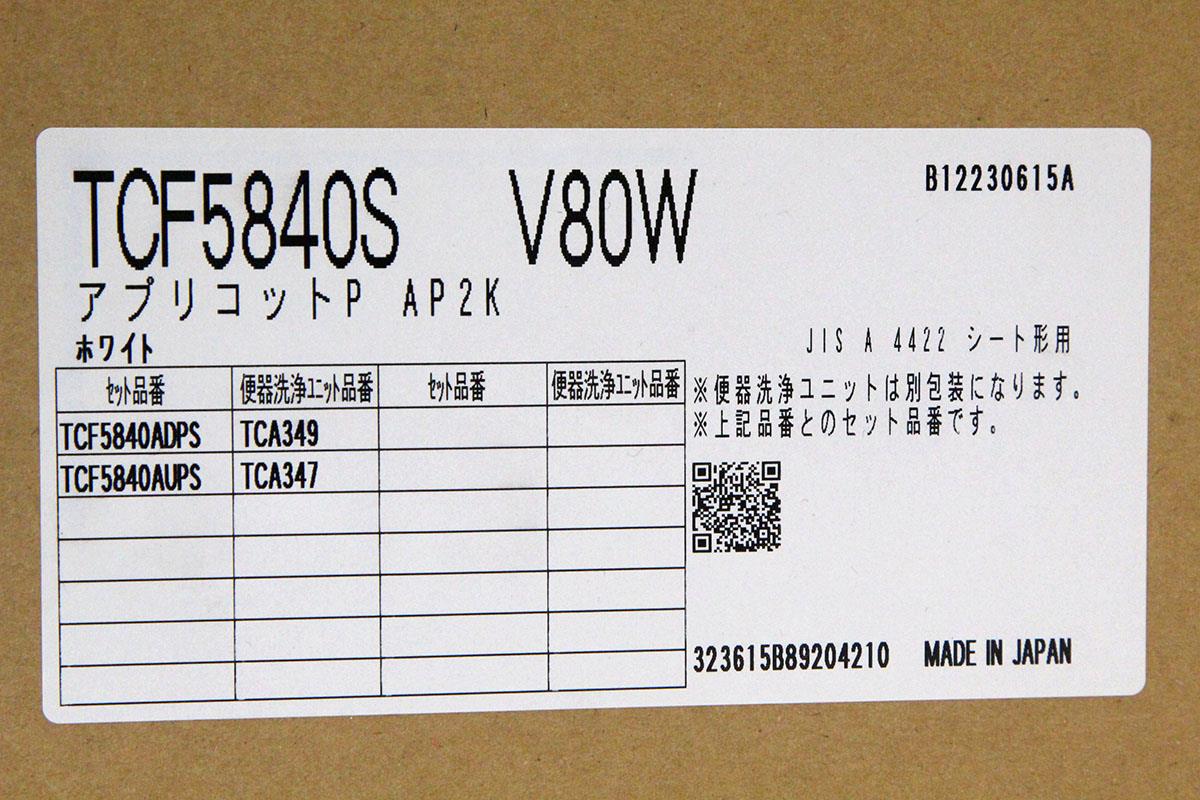 TCF5840S V80W
B12230615A
アプリコットP AP2K
ホワイト
JIS A 4422 シート形用
セット品番 便器洗浄ユニット品番 セット品番 便器洗浄ユニット品番
TCF5840ADPS TCA349
TCF5840AUPS TCA347
※便器洗浄ユニットは別包装になります。
※上記品番とのセット品番です。
323615B89204210 MADE IN JAPAN